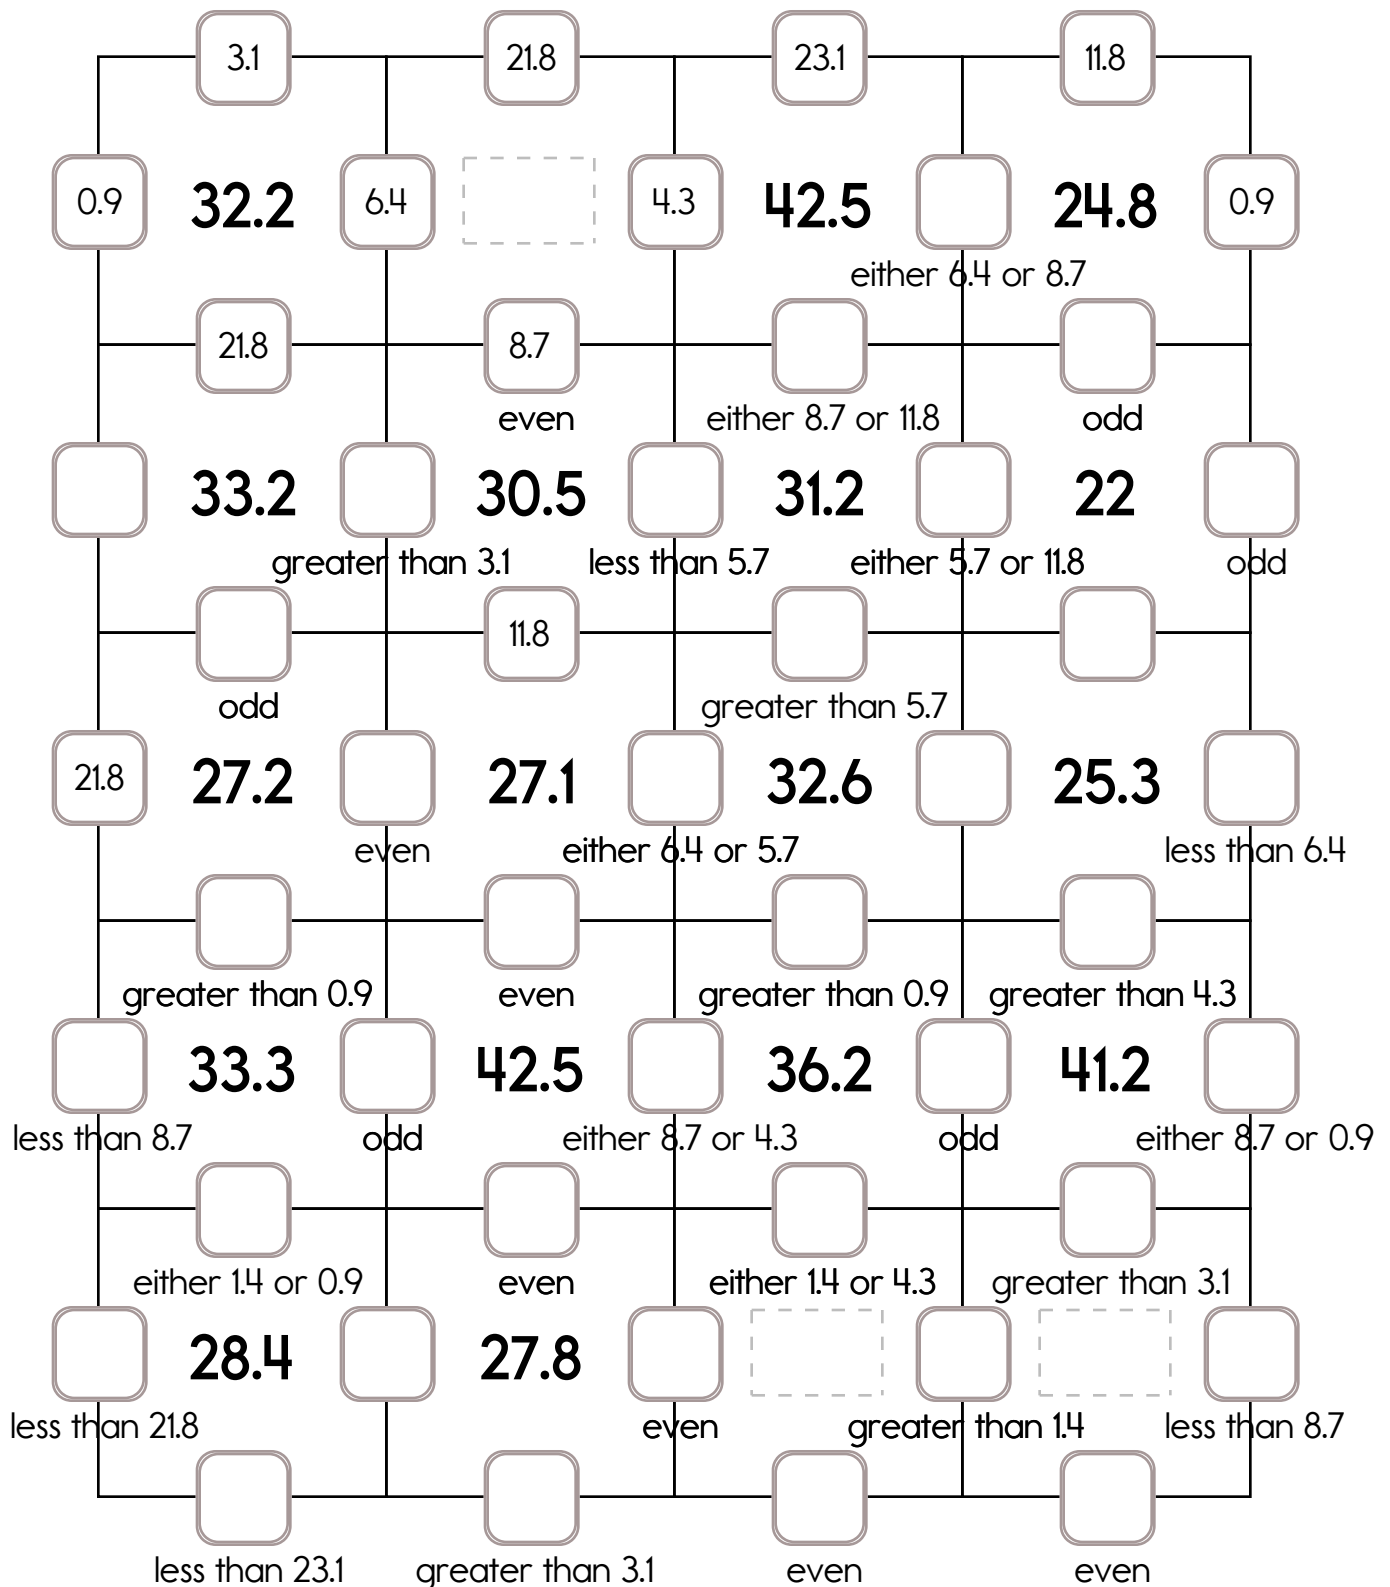 3.1 21.8 23.1 11.8
0.9 32.2 6.4 4.3 42.5 24.8 0.9
either 6.4 or 8.7
21.8 8.7
even either 8.7 or 11.8 odd
33.2 30.5 31.2 22
greater than 3.1 less than 5.7 either 5.7 or 11.8 odd
11.8
odd greater than 5.7
21.8 27.2 27.1 32.6 25.3
even either 6.4 or 5.7 less than 6.4
greater than 0.9 even greater than 0.9 greater than 4.3
33.3 42.5 36.2 41.2
less than 8.7 odd either 8.7 or 4.3 odd either 8.7 or 0.9
either 1.4 or 0.9 even either 1.4 or 4.3 greater than 3.1
28.4 27.8
less than 21.8 even greater than 1.4 less than 8.7
less than 23.1 greater than 3.1 even even